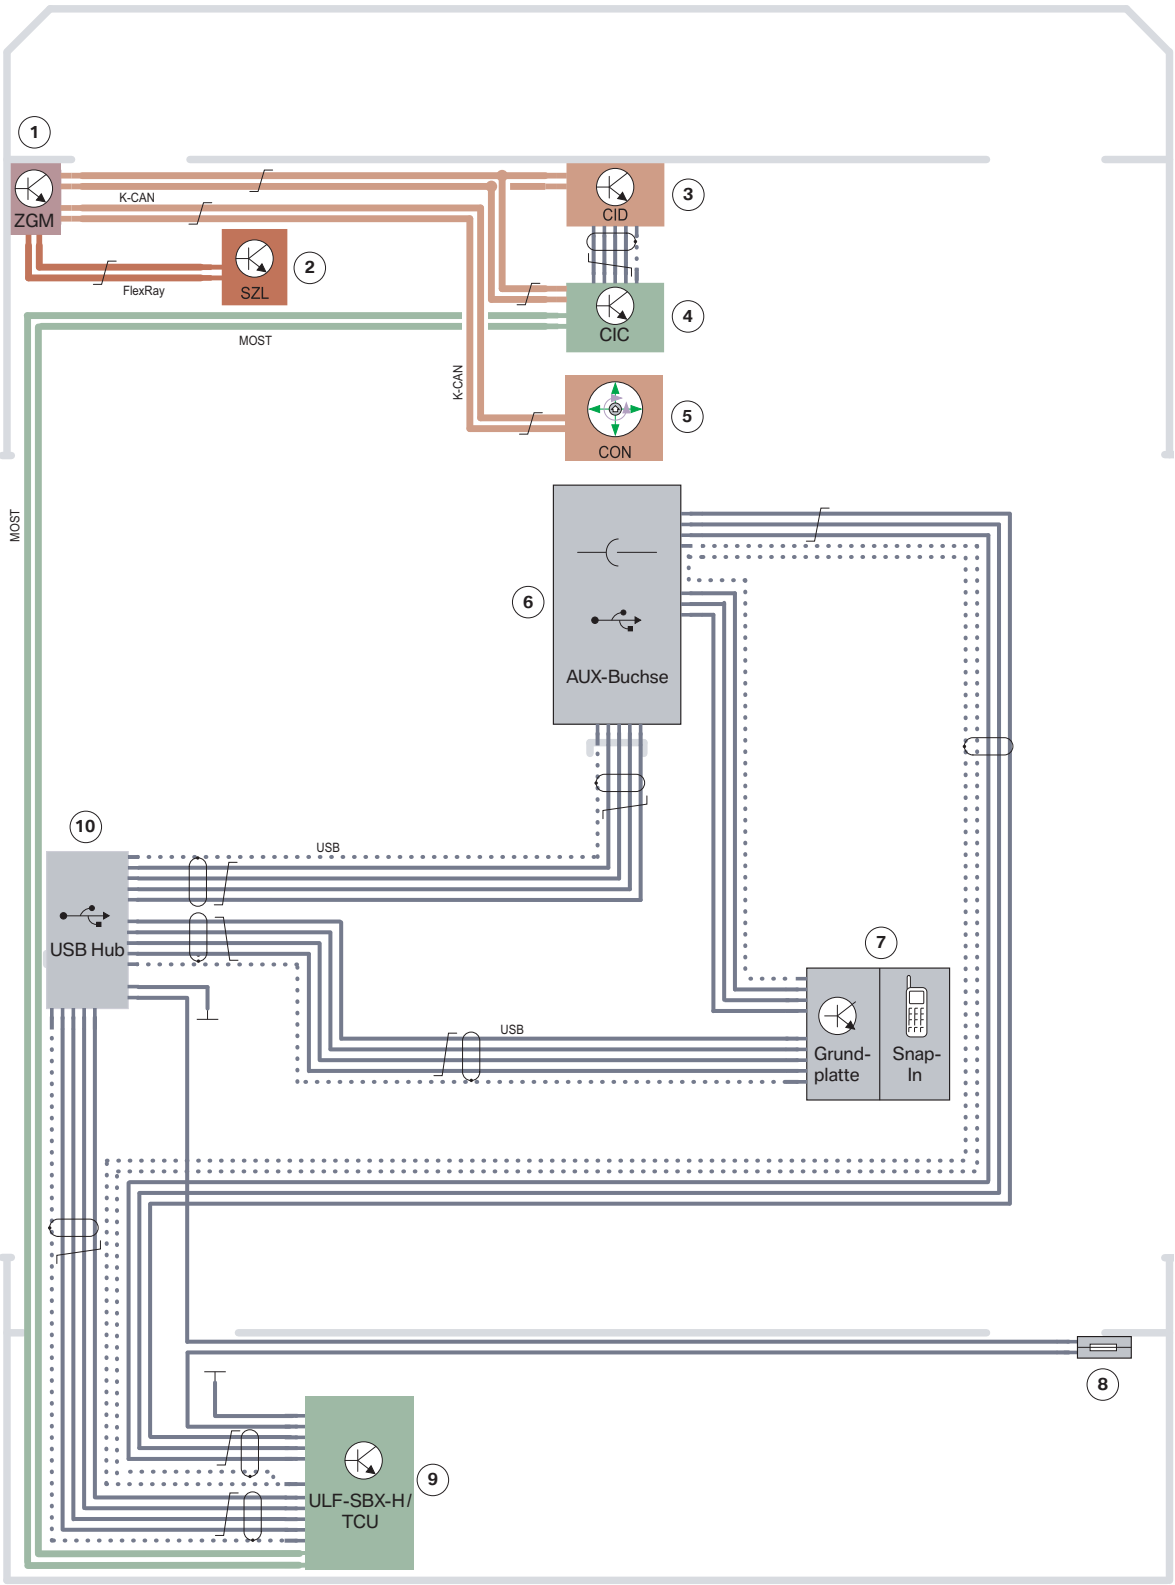 1
ZGM
K-CAN
3
CID
2
SZL
FlexRay
4
CIC
MOST
K-CAN
5
CON
MOST
6
AUX-Buchse
10
USB
USB Hub
7
USB
Grund-
platte
Snap-
In
8
9
ULF-SBX-H/
TCU